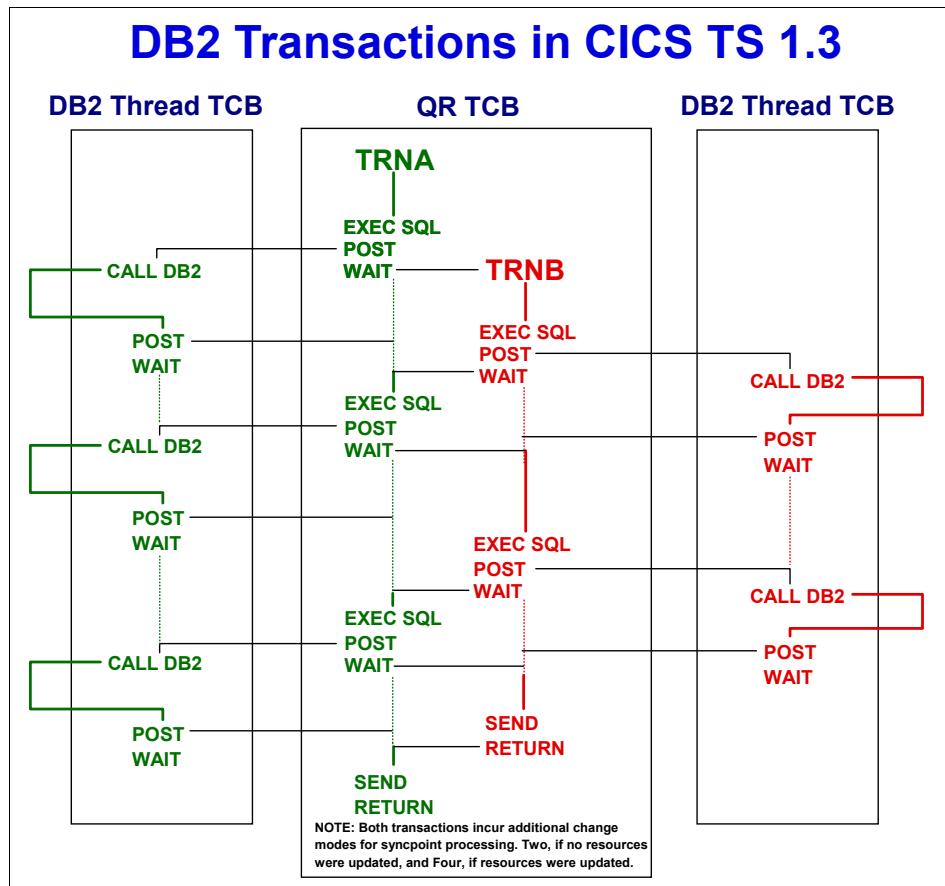 DB2 Transactions in CICS TS 1.3
DB2 Thread TCB
QR TCB
DB2 Thread TCB
TRNA
EXEC SQL
POST
WAIT
CALL DB2
TRNB
POST
WAIT
EXEC SQL
POST
WAIT
CALL DB2
EXEC SQL
POST
WAIT
CALL DB2
POST
WAIT
POST
WAIT
EXEC SQL
POST
WAIT
CALL DB2
EXEC SQL
POST
WAIT
CALL DB2
POST
WAIT
POST
WAIT
SEND
RETURN
SEND
RETURN
NOTE: Both transactions incur additional change
modes for syncpoint processing. Two, if no resources
were updated, and Four, if resources were updated.